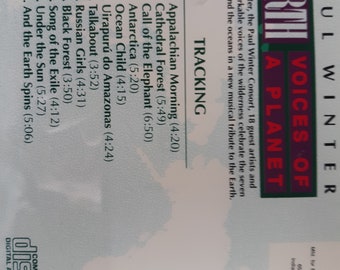 UL WINTER
RTH
VOICES OF
A PLANET
der, the Paul Winter Consort, 18 guest artists and
arkable voices of the wilderness celebrate the seven
and the oceans in a new musical tribute to the Earth.
TRACKING
Appalachian Morning (4:20)
Cathedral Forest (5:49)
Call of the Elephant (6:50)
Antarctica (5:20)
Ocean Child (4:15)
Uirapurú do Amazonas (4:24)
Talkabout (3:52)
Russian Girls (4:31)
Black Forest (3:50)
Song of the Exile (4:12)
Under the Sun (5:27)
And the Earth Spins (5:06)
COM
DIGITAL A